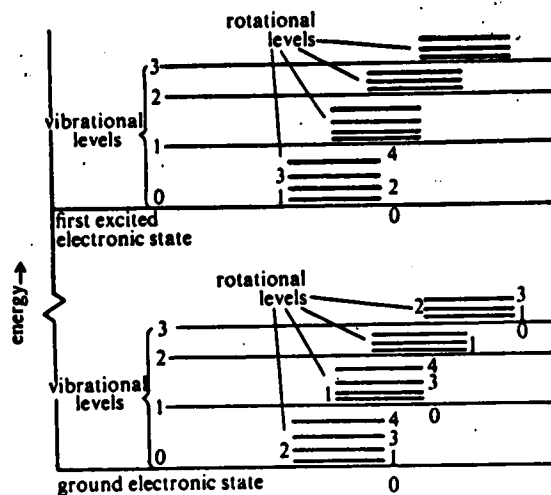 rotational
levels
3
2
vibrational
levels
1
4
3
2
1
0
0
first excited
electronic state
energy→
rotational
levels
2
3
3
0
2
1
vibrational
levels
4
3
1
1
0
4
3
2
1
0
0
ground electronic state